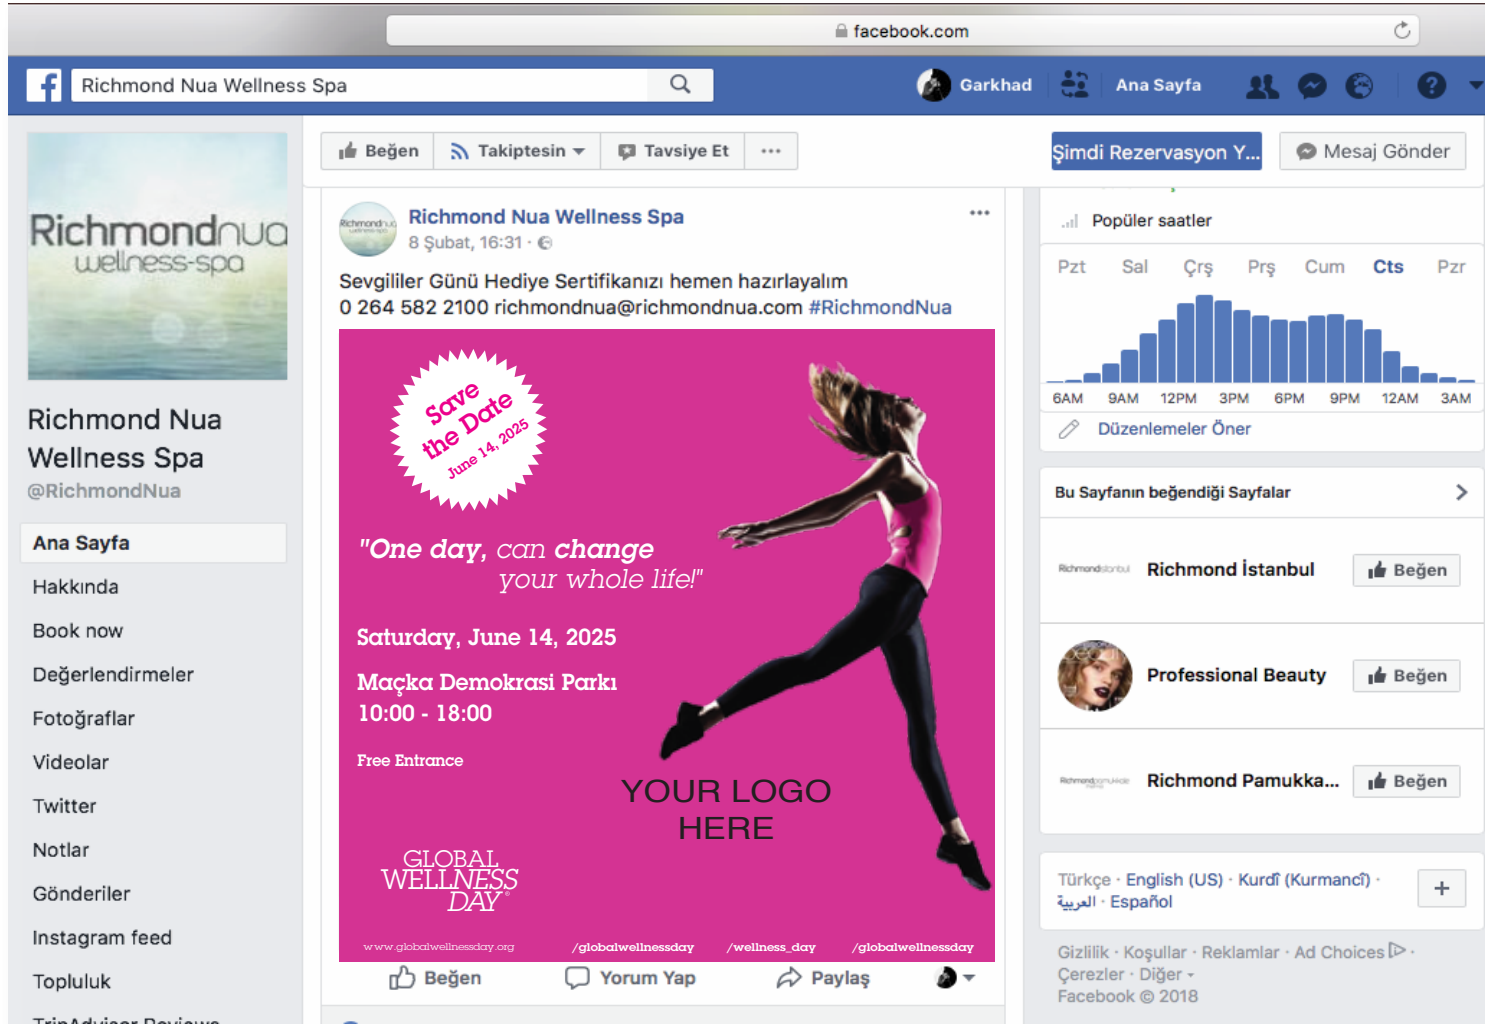 facebook.com
Richmond Nua Wellness Spa
Garkhad
Ana Sayfa
Richmondnua
wellness-spa
Richmond Nua
Wellness Spa
@RichmondNua
Ana Sayfa
Hakkında
Book now
Değerlendirmeler
Fotoğraflar
Videolar
Twitter
Notlar
Gönderiler
Instagram feed
Topluluk
TripAdvisor Reviews
Beğen
Takiptesin
Tavsiye Et
Şimdi Rezervasyon Y...
Mesaj Gönder
Richmondnua
wellness-spa
Richmond Nua Wellness Spa
8 Şubat, 16:31 ·
Sevgililer Günü Hediye Sertifikanızı hemen hazırlayalım
0 264 582 2100 richmondnua@richmondnua.com #RichmondNua
Save
the Date
June 14, 2025
"One day, can change
your whole life!"
Saturday, June 14, 2025
Maçka Demokrasi Parkı
10:00 - 18:00
Free Entrance
YOUR LOGO
HERE
GLOBAL
WELLNESS
DAY®
www.globalwellnessday.org
/globalwellnessday
/wellness_day
/globalwellnessday
Beğen
Yorum Yap
Paylaş
Popüler saatler
Pzt Sal Çrş Prş Cum Cts Pzr
6AM 9AM 12PM 3PM 6PM 9PM 12AM 3AM
Düzenlemeler Öner
Bu Sayfanın beğendiği Sayfalar
Richmondistanbul
Richmond İstanbul
Beğen
Professional Beauty
Beğen
Richmondpamukkale
Richmond Pamukka...
Beğen
Türkçe · English (US) · Kurdî (Kurmancî) ·
العربية · Español
Gizlilik · Koşullar · Reklamlar · Ad Choices ·
Çerezler · Diğer
Facebook © 2018